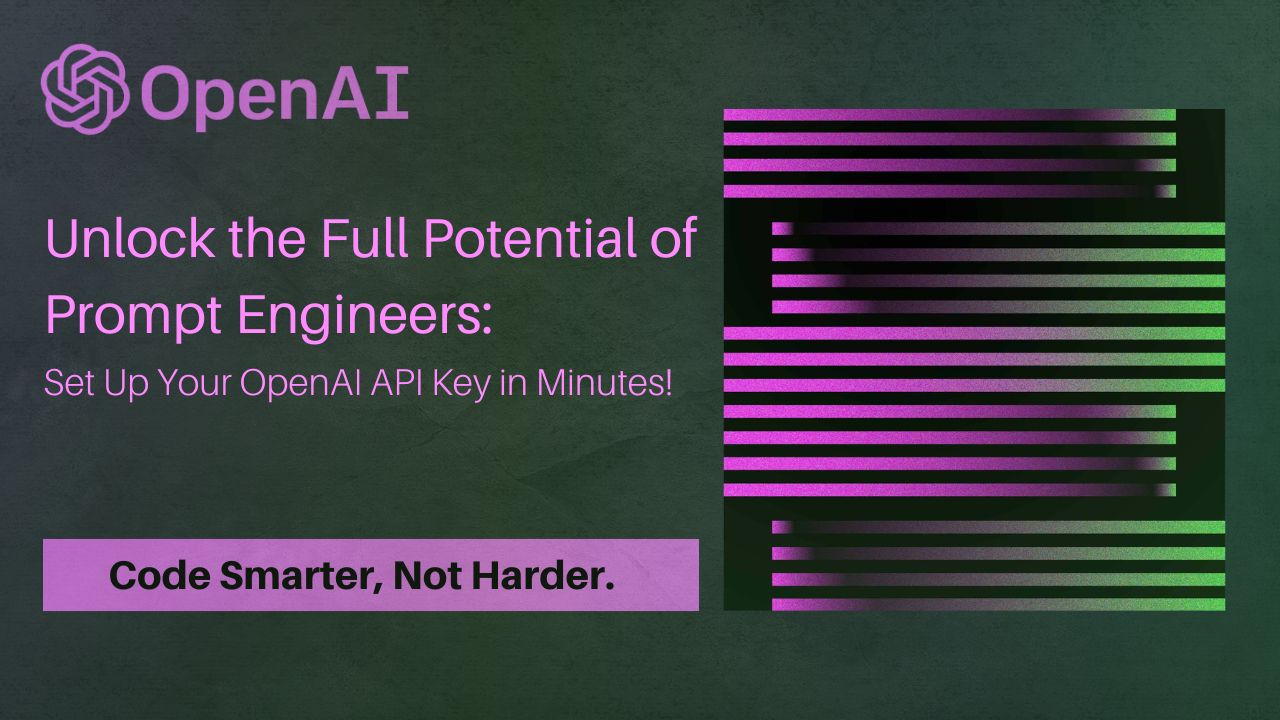 OpenAI
Unlock the Full Potential of
Prompt Engineers:
Set Up Your OpenAI API Key in Minutes!
Code Smarter, Not Harder.